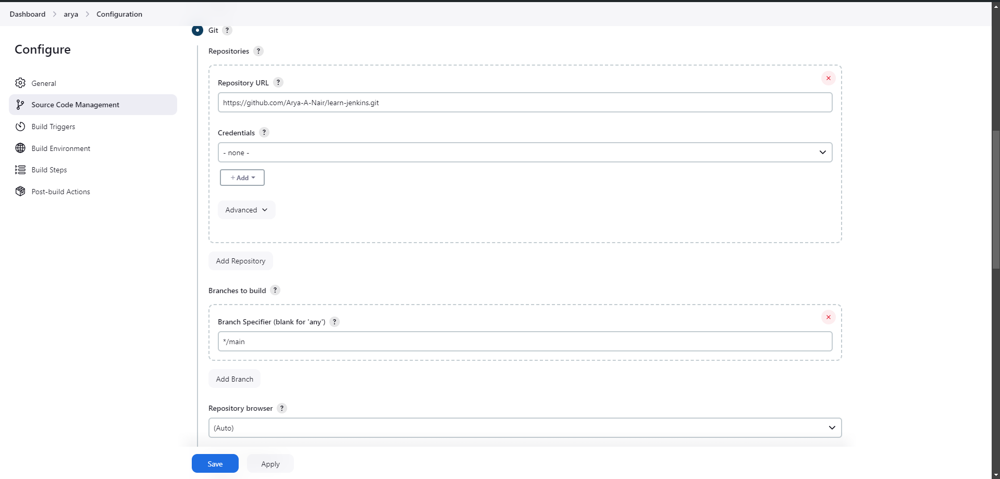 Dashboard > arya > Configuration
Configure
General
Source Code Management
Build Triggers
Build Environment
Build Steps
Post-build Actions
Git ?
Repositories ?
Repository URL ?
https://github.com/Arya-A-Nair/learn-jenkins.git
Credentials ?
- none -
+ Add
Advanced
Add Repository
Branches to build ?
Branch Specifier (blank for 'any') ?
*/main
Add Branch
Repository browser ?
(Auto)
Save Apply